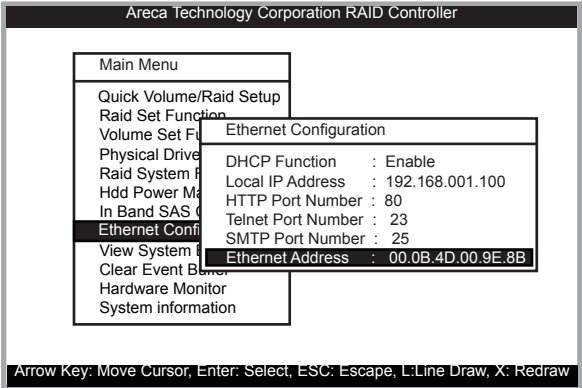 Areca Technology Corporation RAID Controller
Main Menu
Quick Volume/Raid Setup
Raid Set Function
Volume Set Fu
Physical Drive
Raid System F
Hdd Power Ma
In Band SAS
Ethernet Confi
View System
Clear Event Buffer
Hardware Monitor
System information
Ethernet Configuration
DHCP Function : Enable
Local IP Address : 192.168.001.100
HTTP Port Number : 80
Telnet Port Number : 23
SMTP Port Number : 25
Ethernet Address : 00.0B.4D.00.9E.8B
Arrow Key: Move Cursor, Enter: Select, ESC: Escape, L:Line Draw, X: Redraw